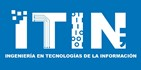 ITIN
INGENIERÍA EN TECNOLOGÍAS DE LA INFORMACIÓN